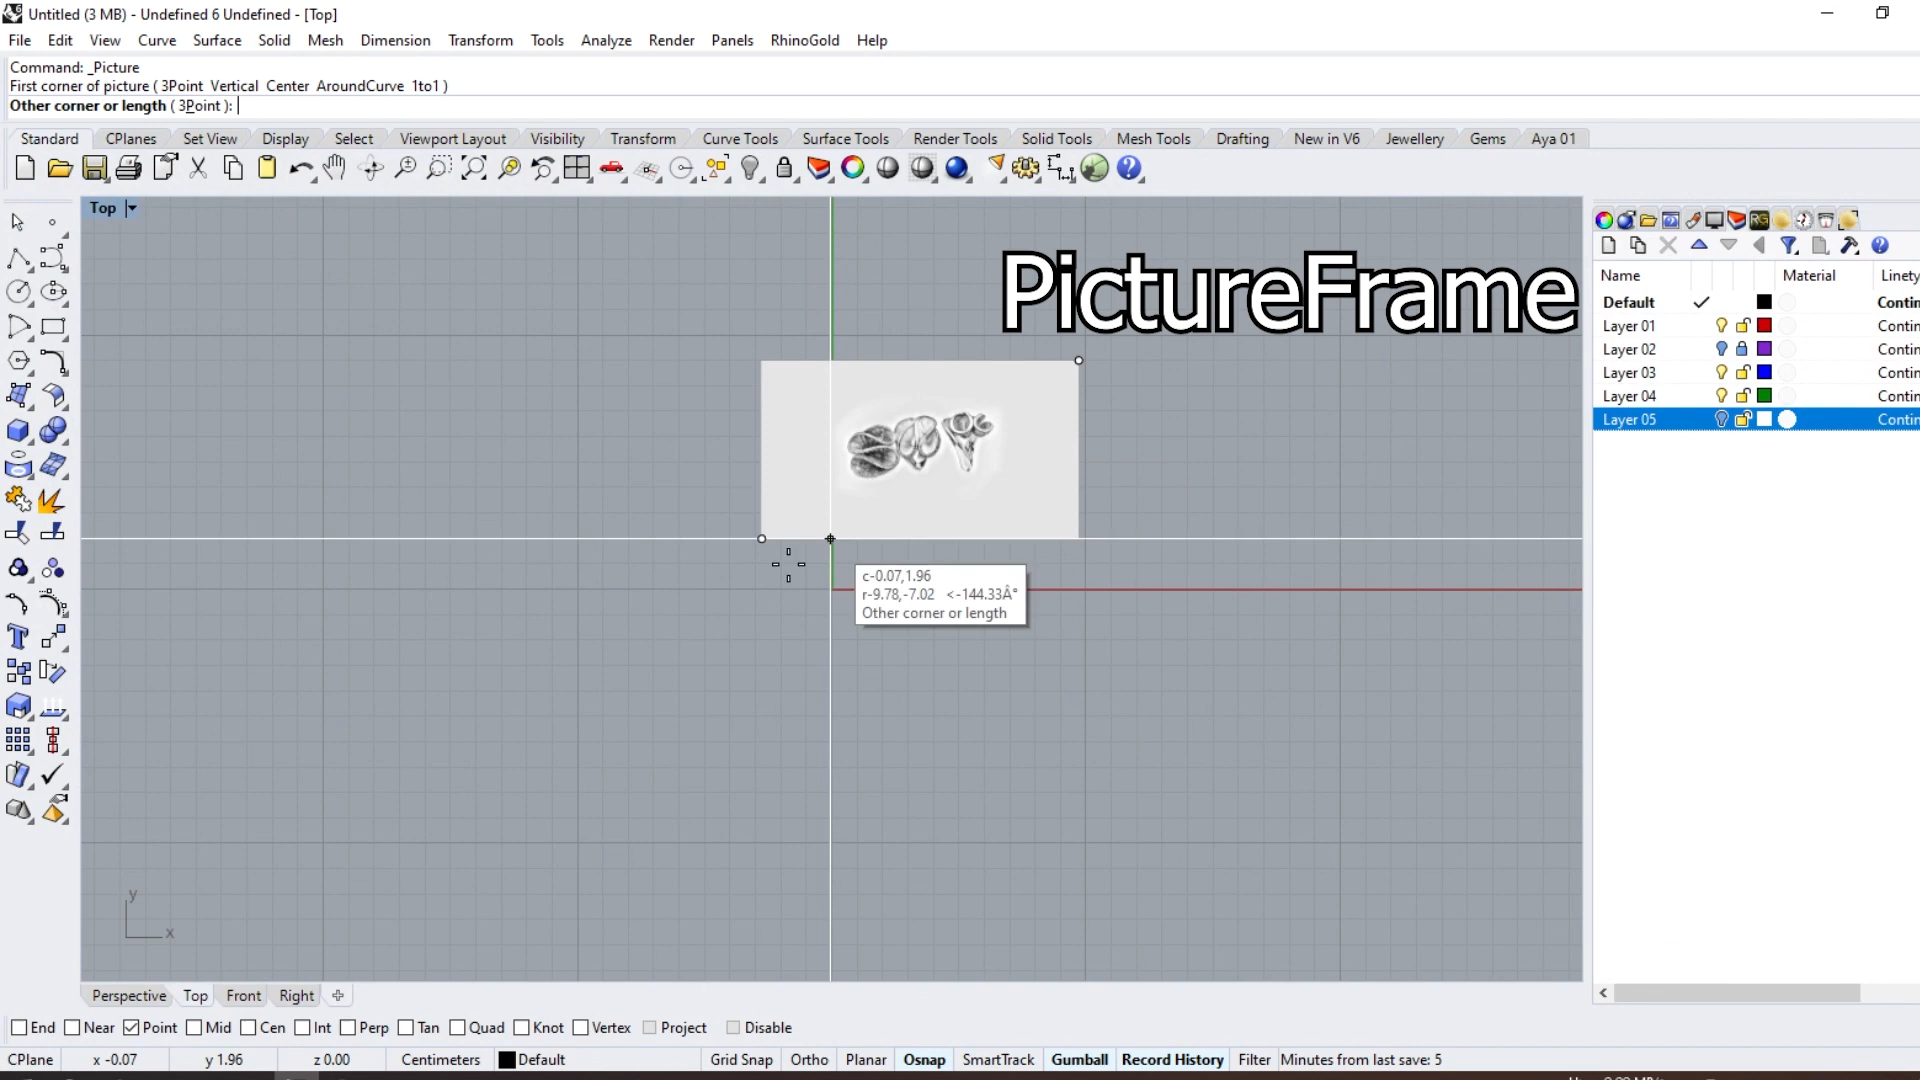 Untitled (3 MB) - Undefined 6 Undefined - [Top]
File Edit View Curve Surface Solid Mesh Dimension Transform Tools Analyze Render Panels RhinoGold Help
Command: _Picture
First corner of picture ( 3Point Vertical Center AroundCurve 1to1 )
Other corner or length ( 3Point ):
Standard CPlanes Set View Display Select Viewport Layout Visibility Transform Curve Tools Surface Tools Render Tools Solid Tools Mesh Tools Drafting New in V6 Jewellery Gems Aya 01
Top
PictureFrame
c-0.07,1.96
r-9.78,-7.02 <-144.33Â°
Other corner or length
y
x
RG
Name Material Linety
Default Contin
Layer 01 Contin
Layer 02 Contin
Layer 03 Contin
Layer 04 Contin
Layer 05 Contin
Perspective Top Front Right
End Near Point Mid Cen Int Perp Tan Quad Knot Vertex Project Disable
CPlane x -0.07 y 1.96 z 0.00 Centimeters Default Grid Snap Ortho Planar Osnap SmartTrack Gumball Record History Filter Minutes from last save: 5